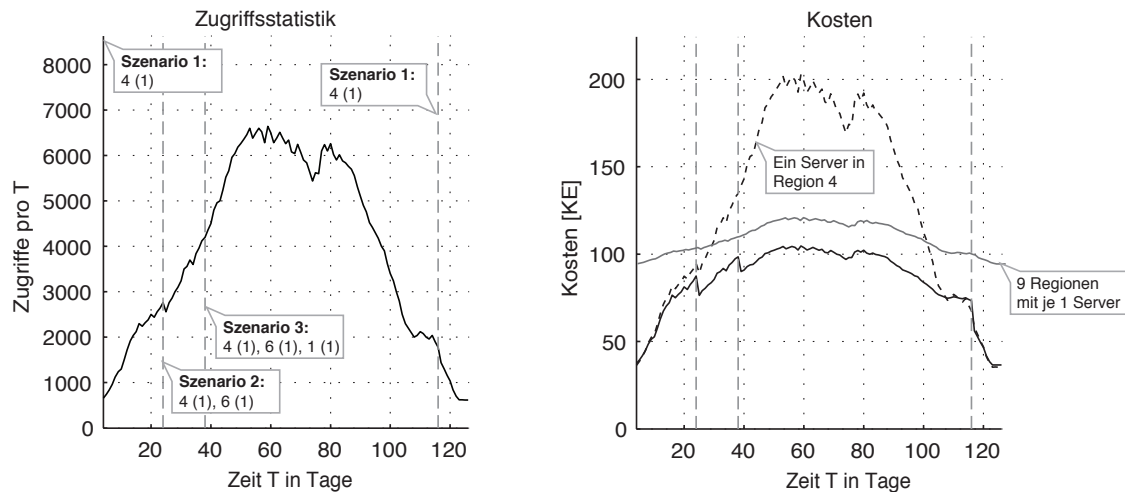 Zugriffsstatistik
Zugriffe pro T
8000
7000
6000
5000
4000
3000
2000
1000
0
Szenario 1:
4 (1)
Szenario 1:
4 (1)
Szenario 3:
4 (1), 6 (1), 1 (1)
Szenario 2:
4 (1), 6 (1)
20 40 60 80 100 120
Zeit T in Tage
Kosten
Kosten [KE]
200
150
100
50
0
Ein Server in
Region 4
9 Regionen
mit je 1 Server
20 40 60 80 100 120
Zeit T in Tage